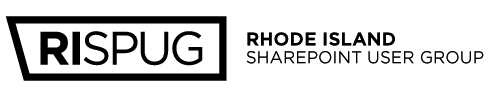 RISPUG
RHODE ISLAND
SHAREPOINT USER GROUP